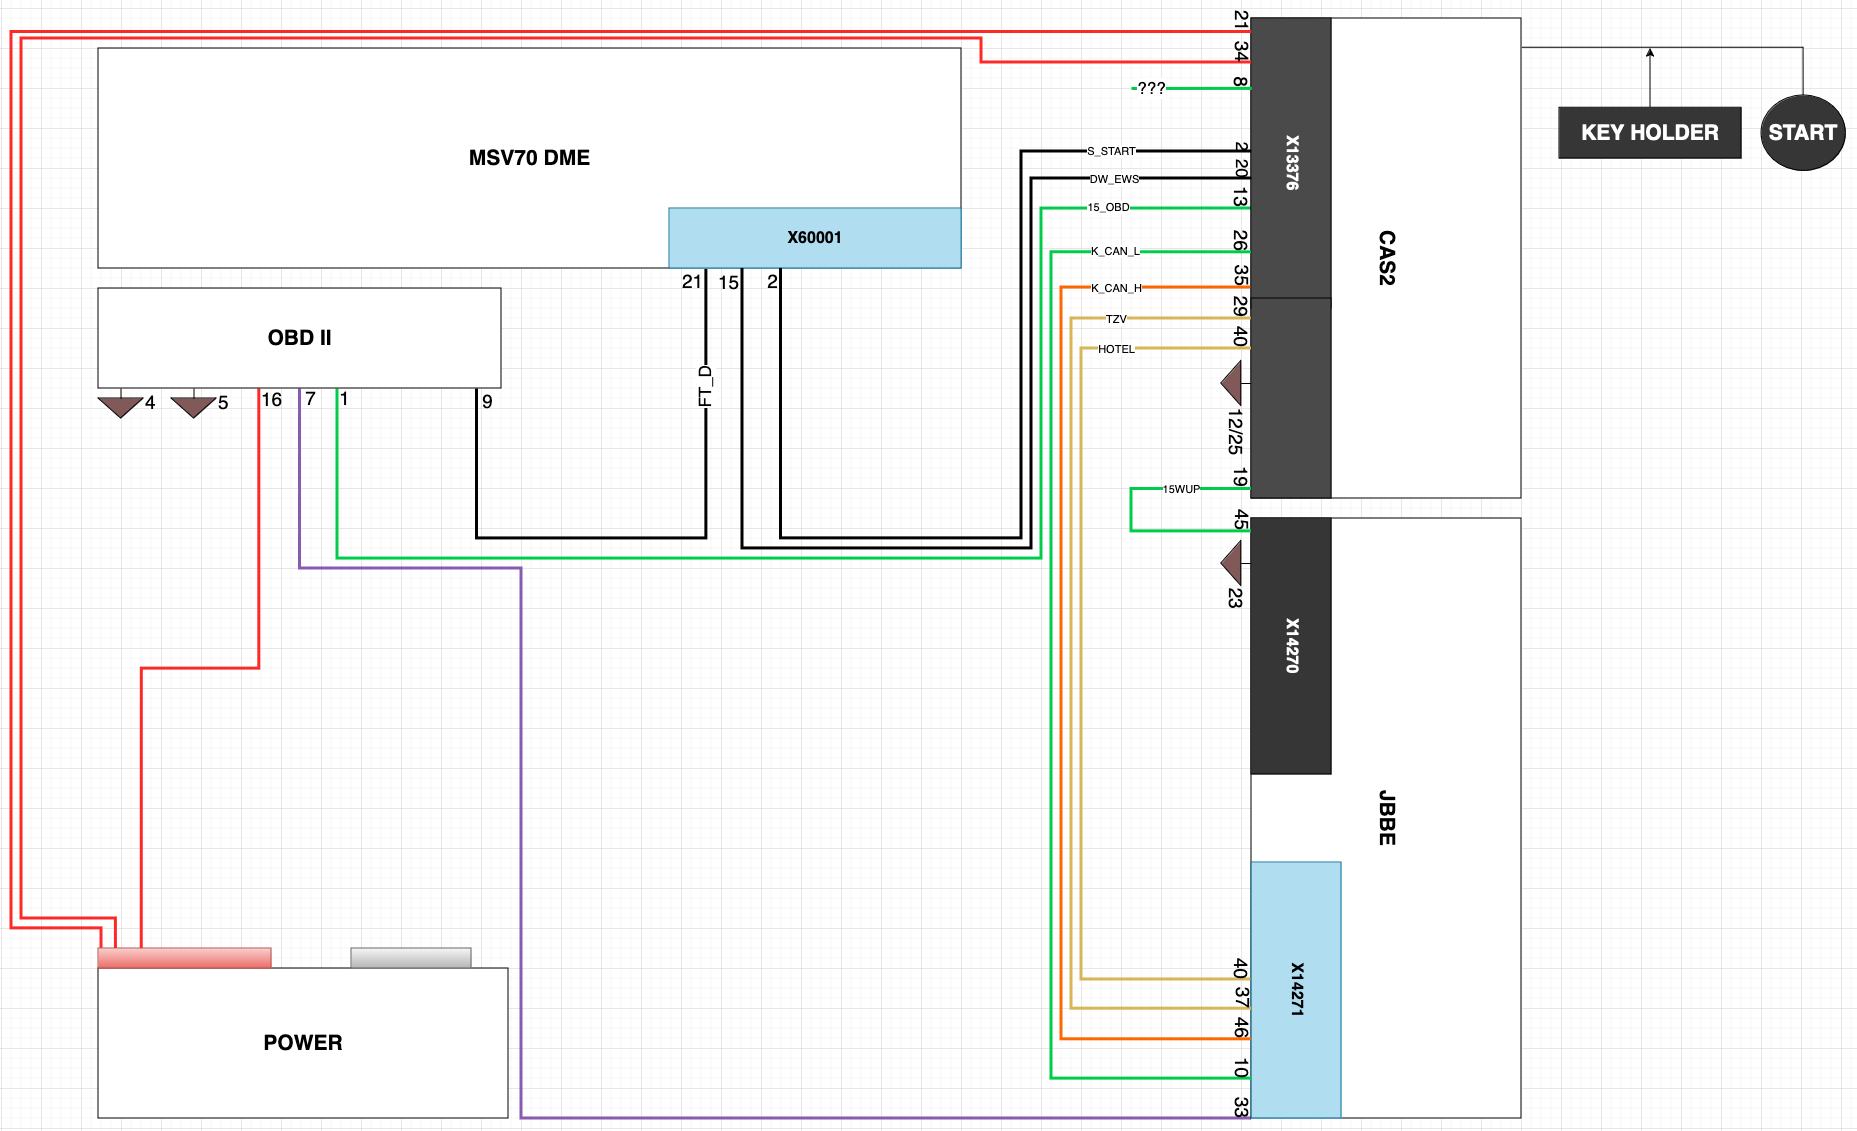 21
34
8
???
MSV70 DME
X60001
21
15
2
FT_D
OBD II
4
5
16
7
1
9
S_START
2
DW_EWS
20
15_OBD
13
K_CAN_L
26
K_CAN_H
35
TZV
29
HOTEL
40
12/25
15WUP
19
X13376
CAS2
KEY HOLDER
START
45
23
X14270
JBBE
X14271
40
37
46
10
33
POWER